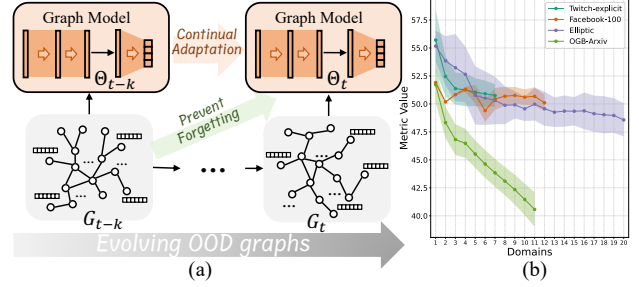 Graph Model
Θt−k
Continual
Adaptation
Graph Model
Θt
Prevent
Forgetting
...
...
Gt−k
...
...
...
Gt
Evolving OOD graphs
(a)
Twitch-explicit
Facebook-100
Elliptic
OGB-Arxiv
Metric Value
57.5
55.0
52.5
50.0
47.5
45.0
42.5
40.0
1 2 3 4 5 6 7 8 9 10 11 12 13 14 15 16 17 18 19 20
Domains
(b)